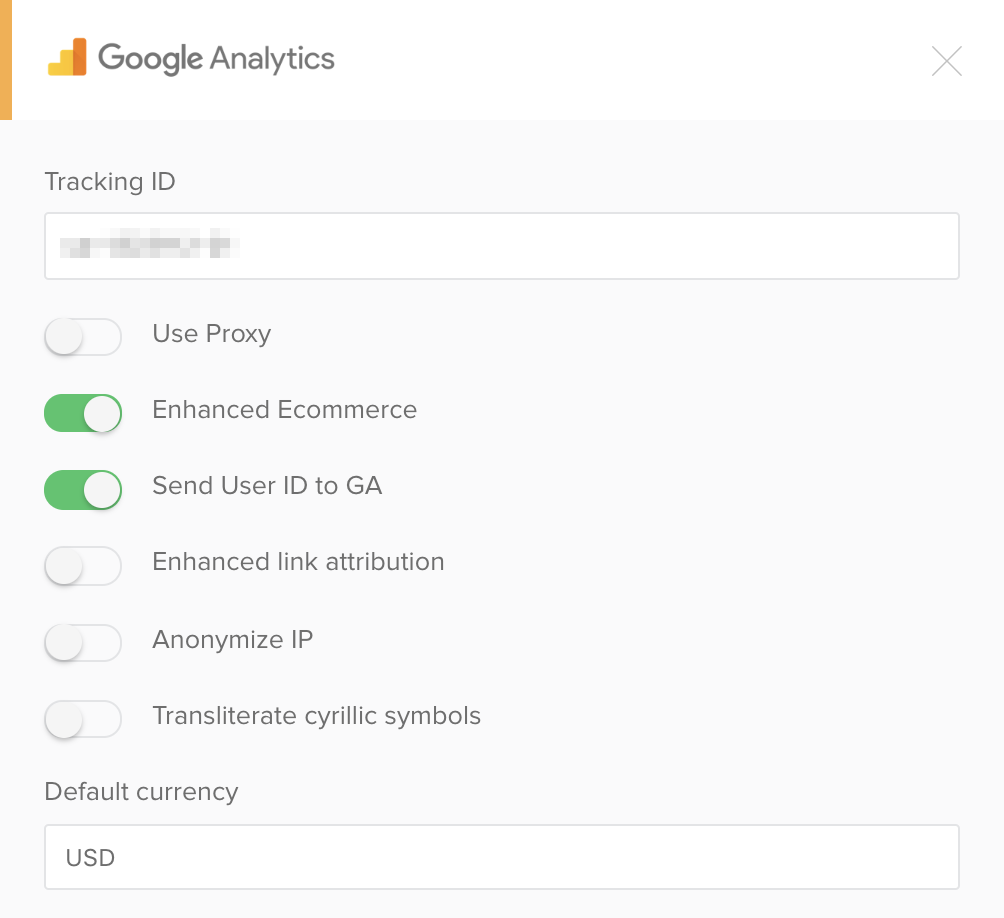 Google Analytics
Tracking ID
Use Proxy
Enhanced Ecommerce
Send User ID to GA
Enhanced link attribution
Anonymize IP
Transliterate cyrillic symbols
Default currency
USD